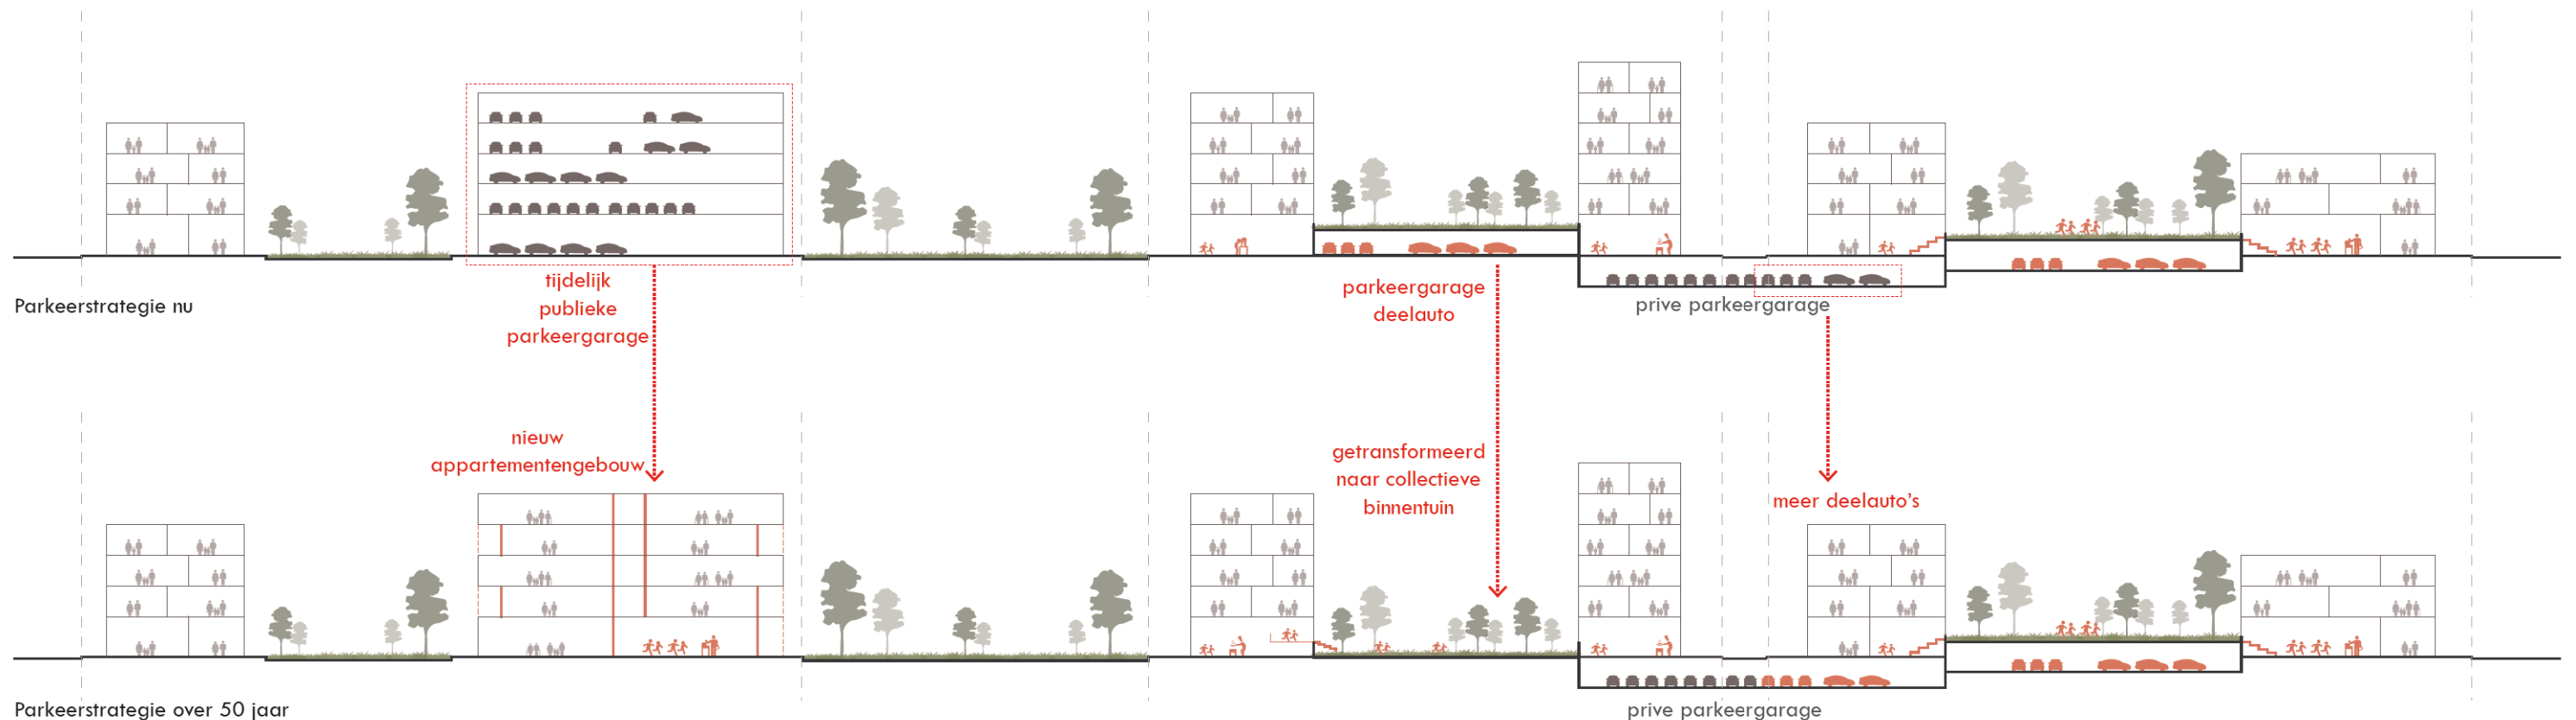 tijdelijk
publieke
parkeergarage
parkeergarage
deelauto
prive parkeergarage
Parkeerstrategie nu
nieuw
appartementengebouw
getransformeerd
naar collectieve
binnentuin
meer deelauto's
prive parkeergarage
Parkeerstrategie over 50 jaar